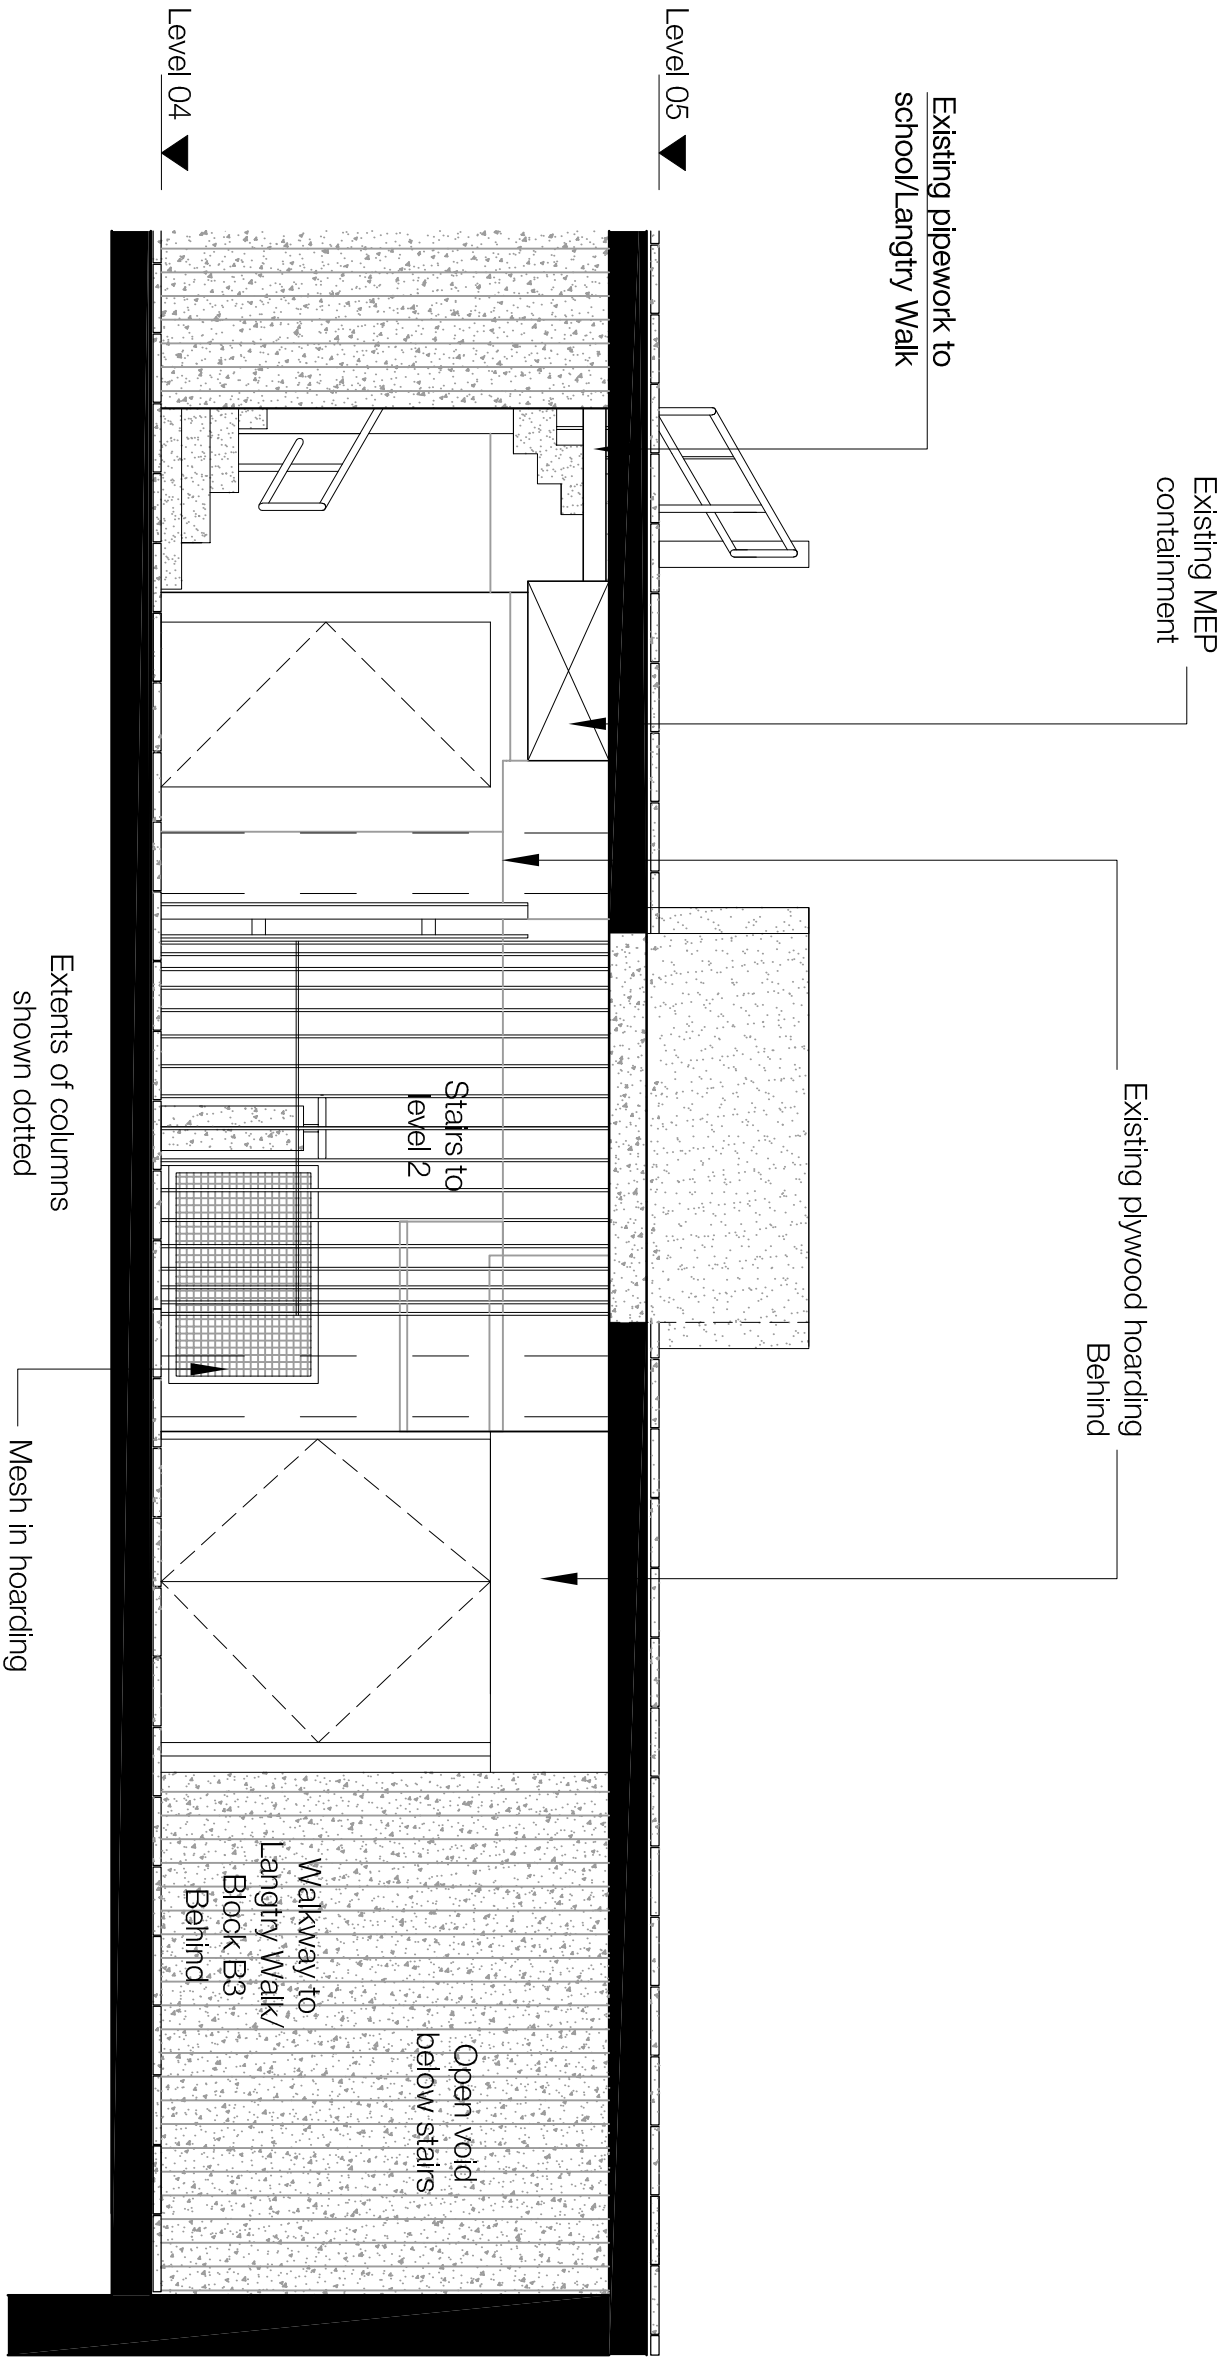 Existing MEP
containment
Existing plywood hoarding
Behind
Existing pipework to
school/Langtry Walk
Level 05
Level 04
Stairs to
level 2
Open void
below stairs
Walkway to
Langtry Walk/
Block B3
Behind
Extents of columns
shown dotted
Mesh in hoarding